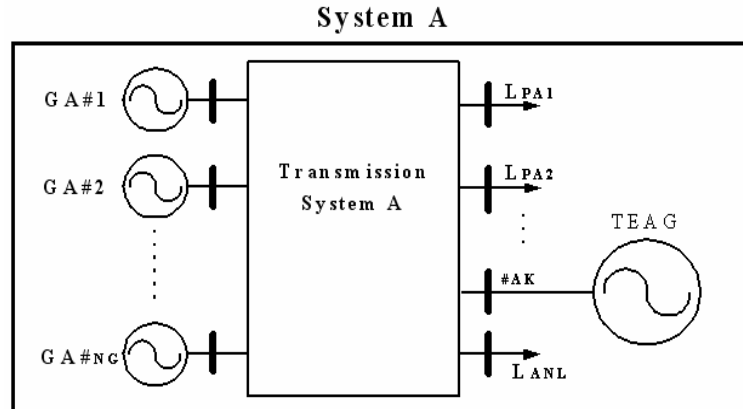 System A
GA#1
GA#2
GA#NG
Transmission
System A
LPA1
LPA2
TEAG
#AK
LANL